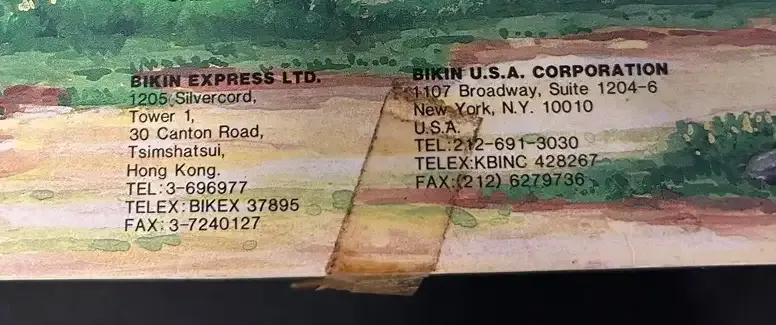 BIKIN EXPRESS LTD.
1205, Silvercord,
Tower 1,
30 Canton Road,
Tsimshatsui,
Hong Kong.
TEL: 3-696977
TELEX: BIKEX 37895
FAX: 3-7240127
BIKIN U.S.A. CORPORATION
1107 Broadway, Suite 1204-6
New York, N.Y. 10010
U.S.A.
TEL: 212-691-3030
TELEX:KBINC 428267
FAX:(212) 6279736